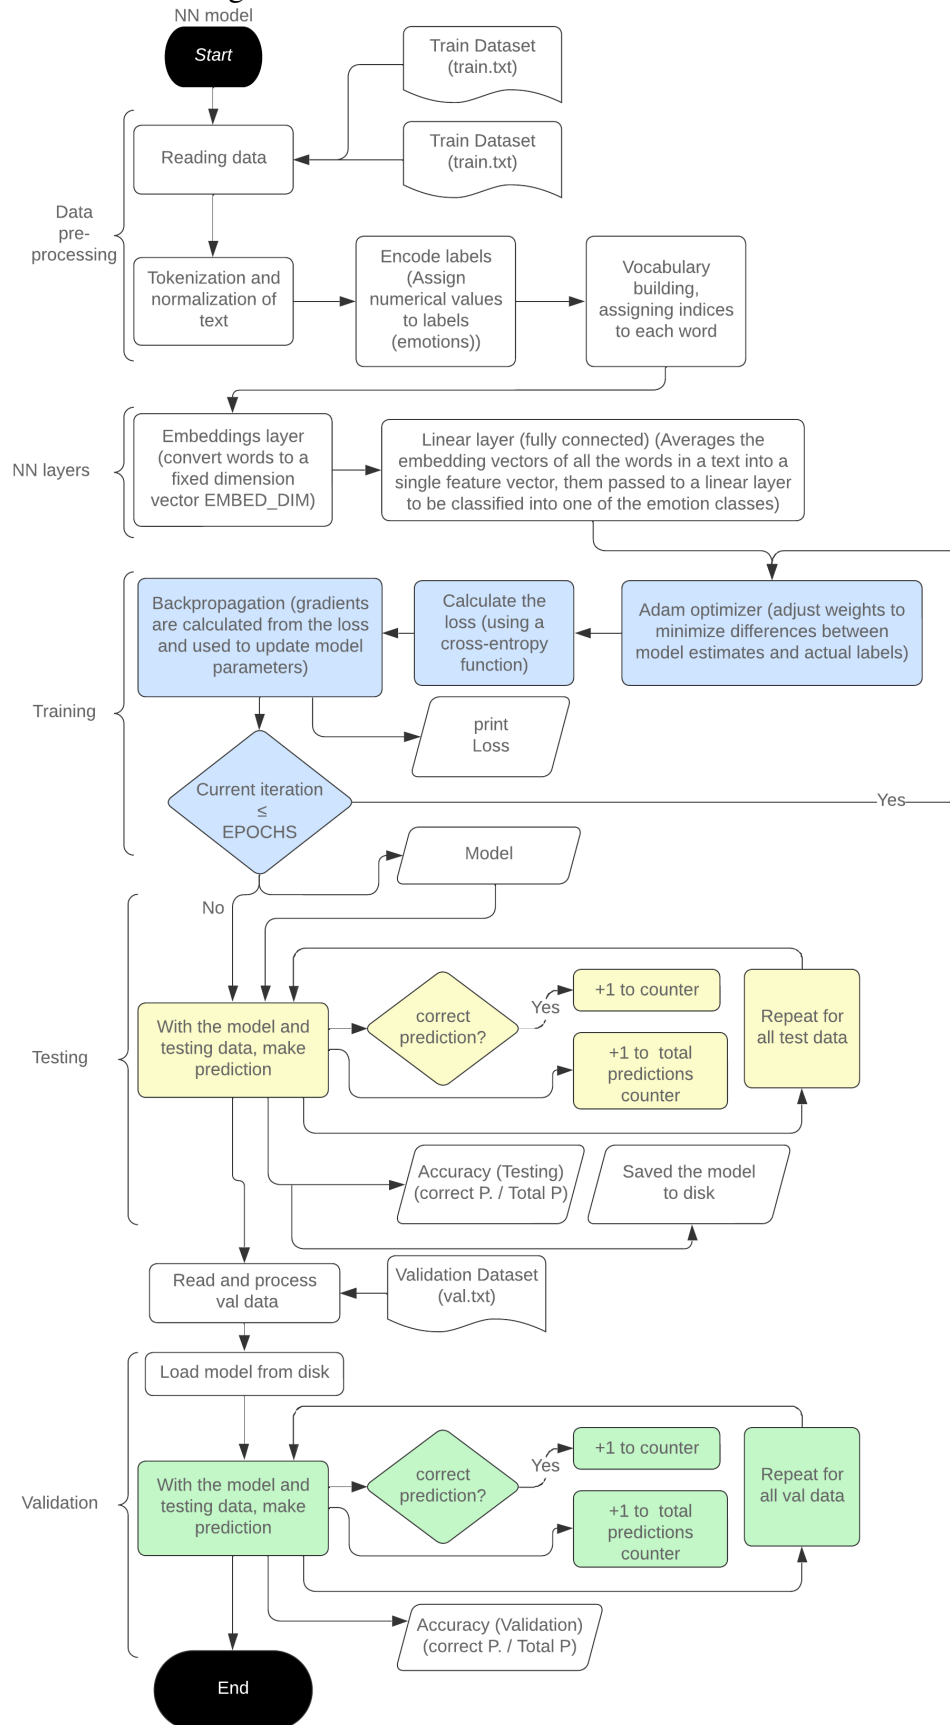 NN model
Start
Train Dataset
(train.txt)
Train Dataset
(train.txt)
Reading data
Data
pre-
processing
Tokenization and
normalization of
text
Encode labels
(Assign
numerical values
to labels
(emotions))
Vocabulary
building,
assigning indices
to each word
NN layers
Embeddings layer
(convert words to a
fixed dimension
vector EMBED_DIM)
Linear layer (fully connected) (Averages the
embedding vectors of all the words in a text into a
single feature vector, them passed to a linear layer
to be classified into one of the emotion classes)
Training
Backpropagation (gradients
are calculated from the loss
and used to update model
parameters)
Calculate the
loss (using a
cross-entropy
function)
Adam optimizer (adjust weights to
minimize differences between
model estimates and actual labels)
print
Loss
Current iteration
≤
EPOCHS
Yes
Model
No
Testing
With the model and
testing data, make
prediction
correct
prediction?
Yes
+1 to counter
+1 to total
predictions
counter
Repeat for
all test data
Accuracy (Testing)
(correct P. / Total P)
Saved the model
to disk
Read and process
val data
Validation Dataset
(val.txt)
Load model from disk
Validation
With the model and
testing data, make
prediction
correct
prediction?
Yes
+1 to counter
+1 to total
predictions
counter
Repeat for
all val data
Accuracy (Validation)
(correct P. / Total P)
End